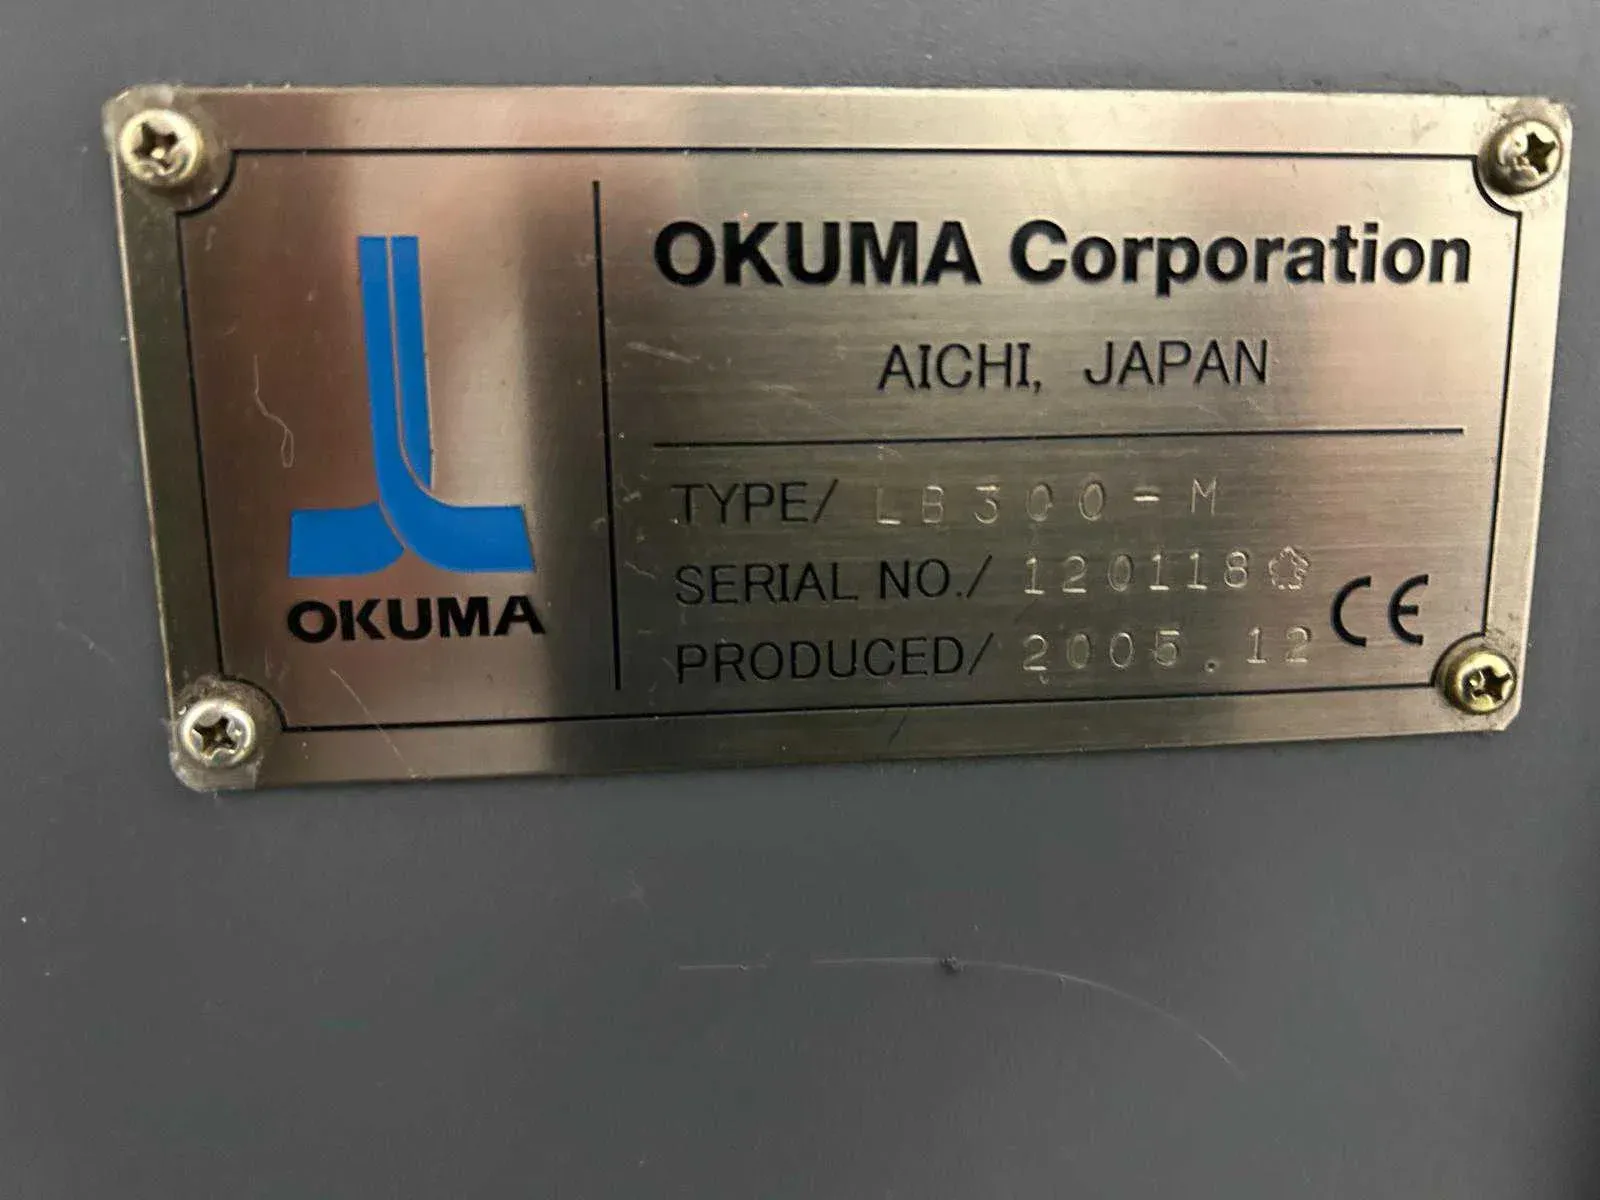 OKUMA
OKUMA Corporation
AICHI, JAPAN
TYPE/ LB300-M
SERIAL NO./ 120118
CE
PRODUCED/ 2005.12